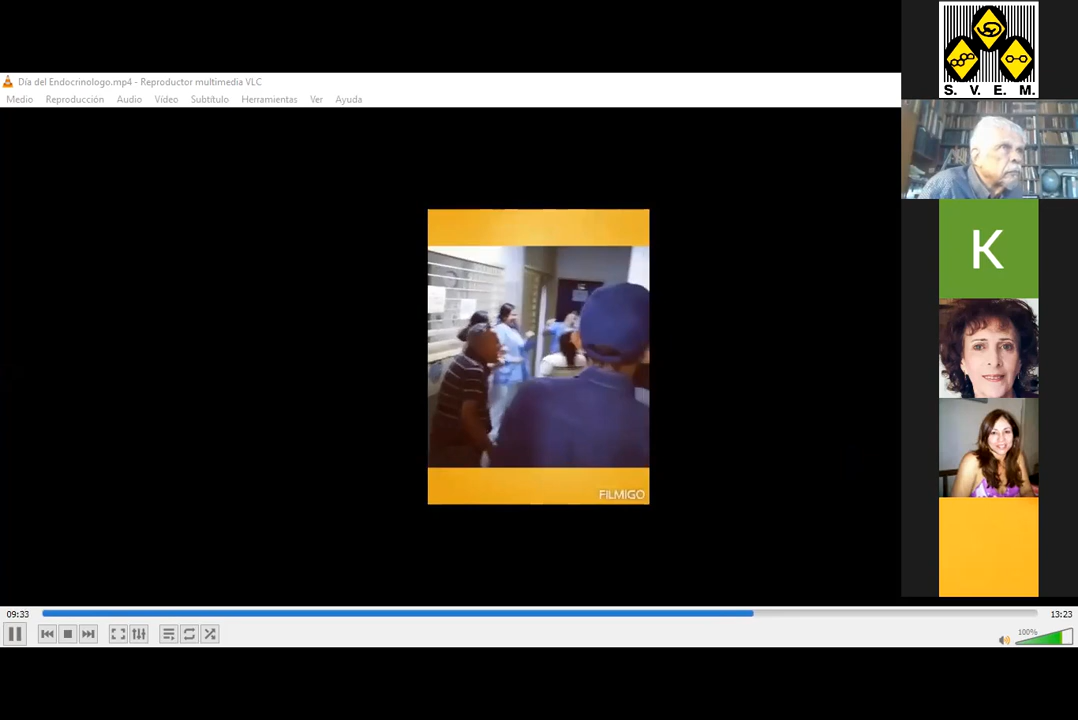 Día del Endocrinologo.mp4 - Reproductor multimedia VLC
Medio Reproducción Audio Vídeo Subtítulo Herramientas Ver Ayuda
S. V. E. M.
K
FILMIGO
09:33
13:23
100%